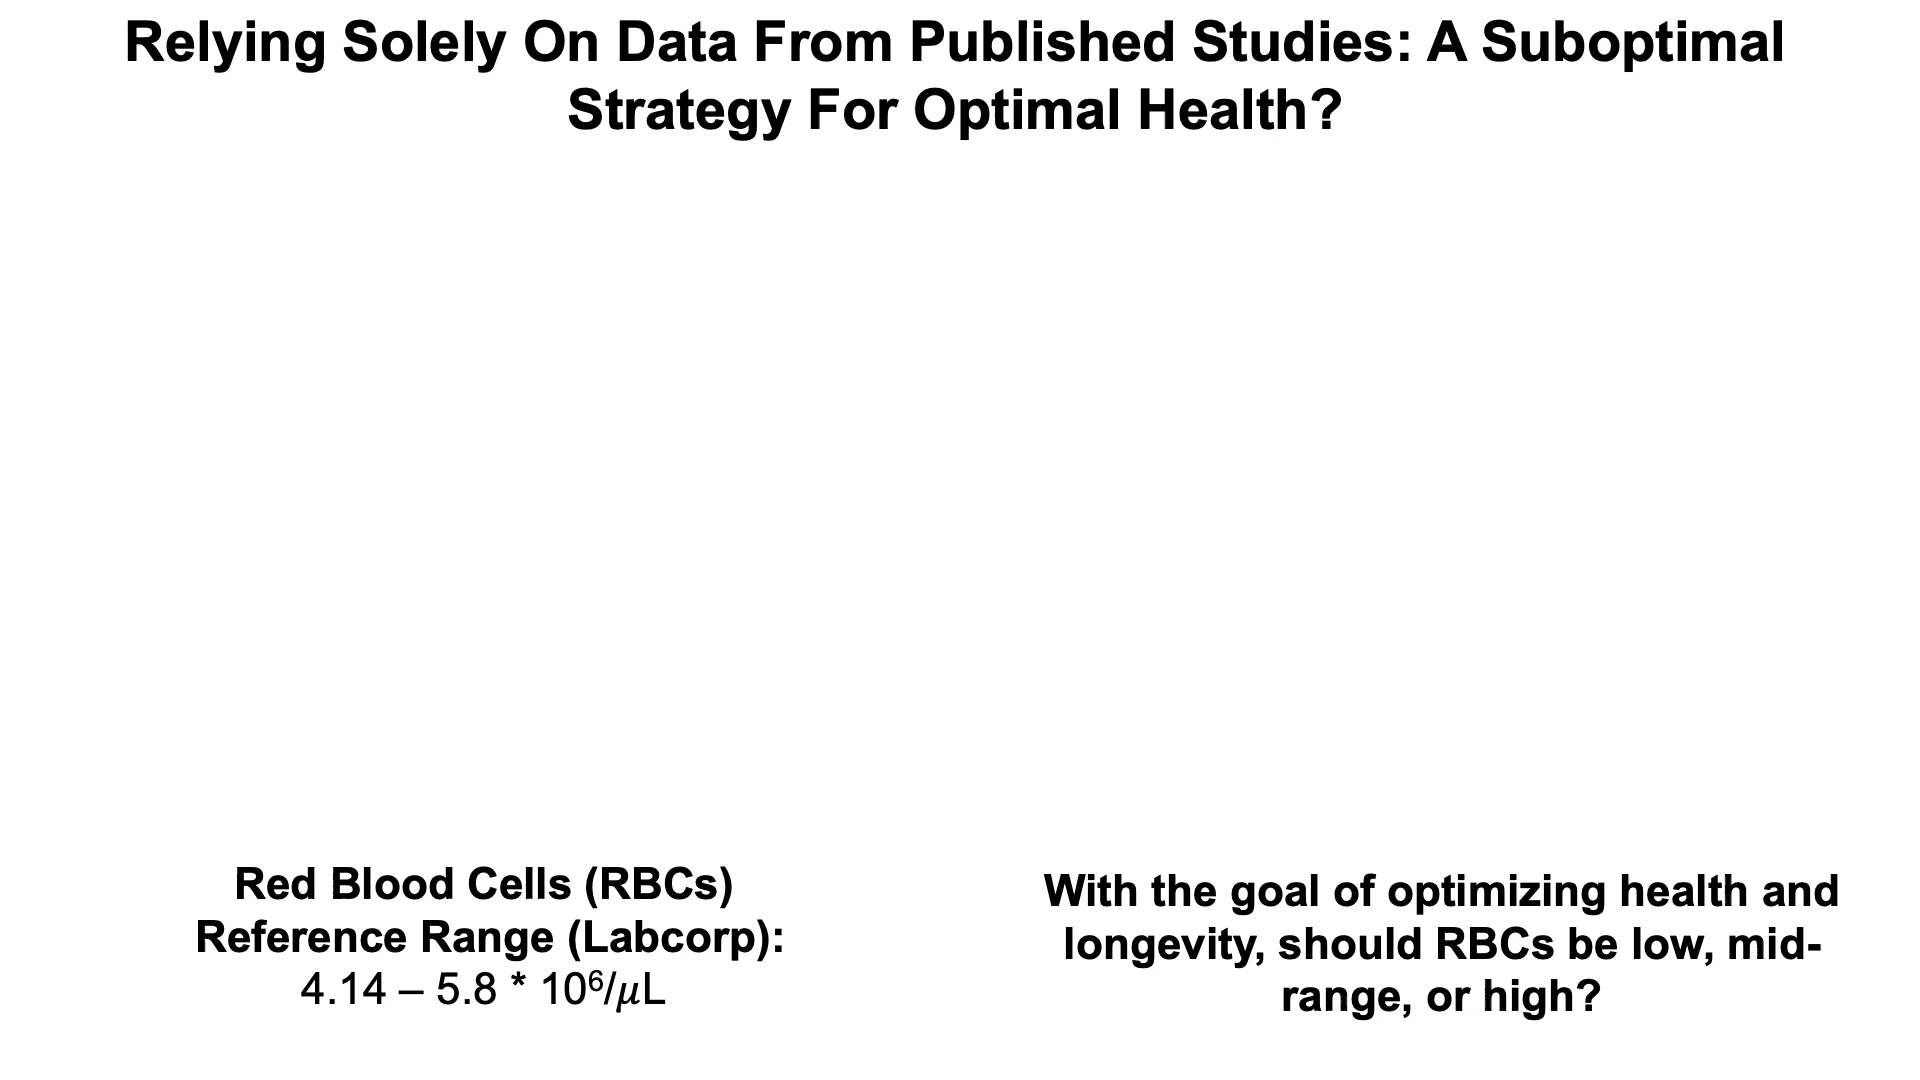 Relying Solely On Data From Published Studies: A Suboptimal
Strategy For Optimal Health?
Red Blood Cells (RBCs)
Reference Range (Labcorp):
4.14 – 5.8 * 10⁶/𝜇L
With the goal of optimizing health and
longevity, should RBCs be low, mid-
range, or high?